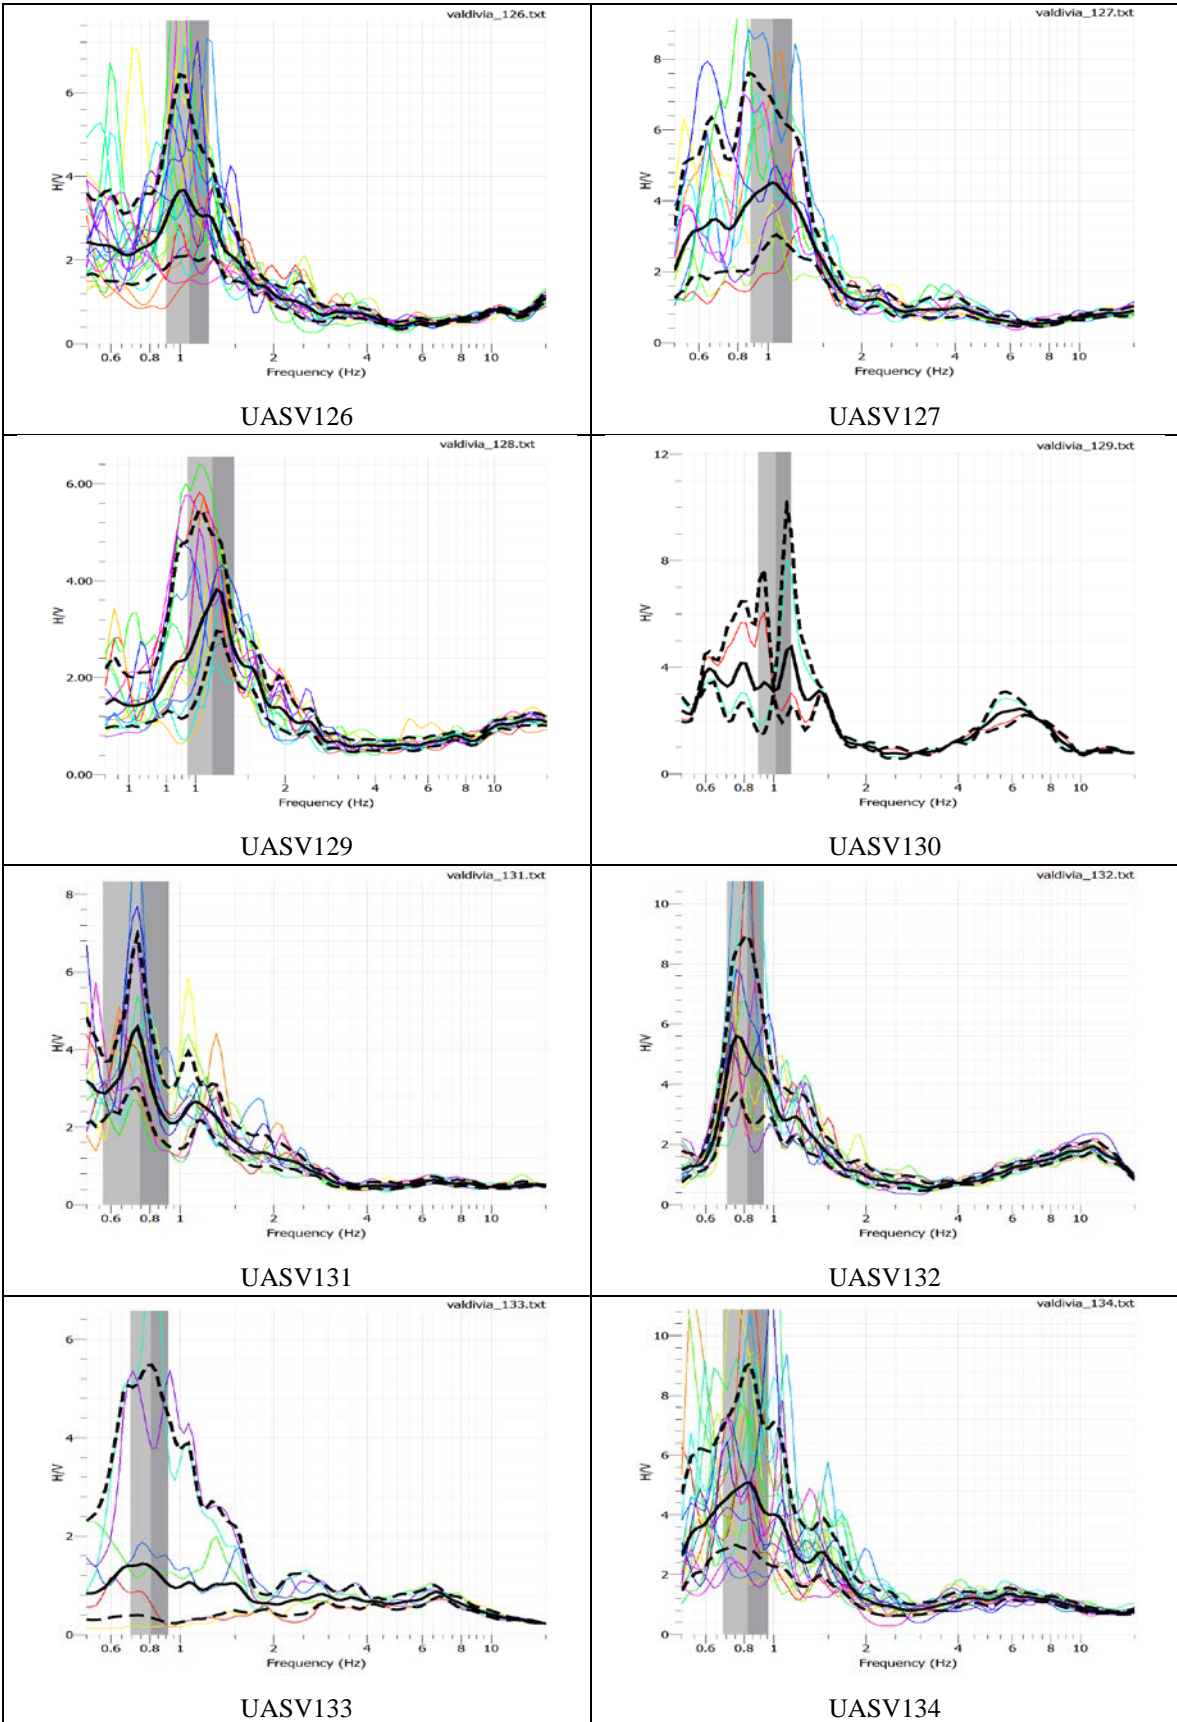 valdivia_126.txt
H/V
6
4
2
0
0.6 0.8 1 2 4 6 8 10
Frequency (Hz)
UASV126
valdivia_127.txt
H/V
8
6
4
2
0
0.6 0.8 1 2 4 6 8 10
Frequency (Hz)
UASV127
valdivia_128.txt
H/V
6.00
4.00
2.00
0.00
1 1 1 2 4 6 8 10
Frequency (Hz)
UASV129
valdivia_129.txt
H/V
12
8
4
0
0.6 0.8 1 2 4 6 8 10
Frequency (Hz)
UASV130
valdivia_131.txt
H/V
8
6
4
2
0
0.6 0.8 1 2 4 6 8 10
Frequency (Hz)
UASV131
valdivia_132.txt
H/V
10
8
6
4
2
0
0.6 0.8 1 2 4 6 8 10
Frequency (Hz)
UASV132
valdivia_133.txt
H/V
6
4
2
0
0.6 0.8 1 2 4 6 8 10
Frequency (Hz)
UASV133
valdivia_134.txt
H/V
10
8
6
4
2
0
0.6 0.8 1 2 4 6 8 10
Frequency (Hz)
UASV134